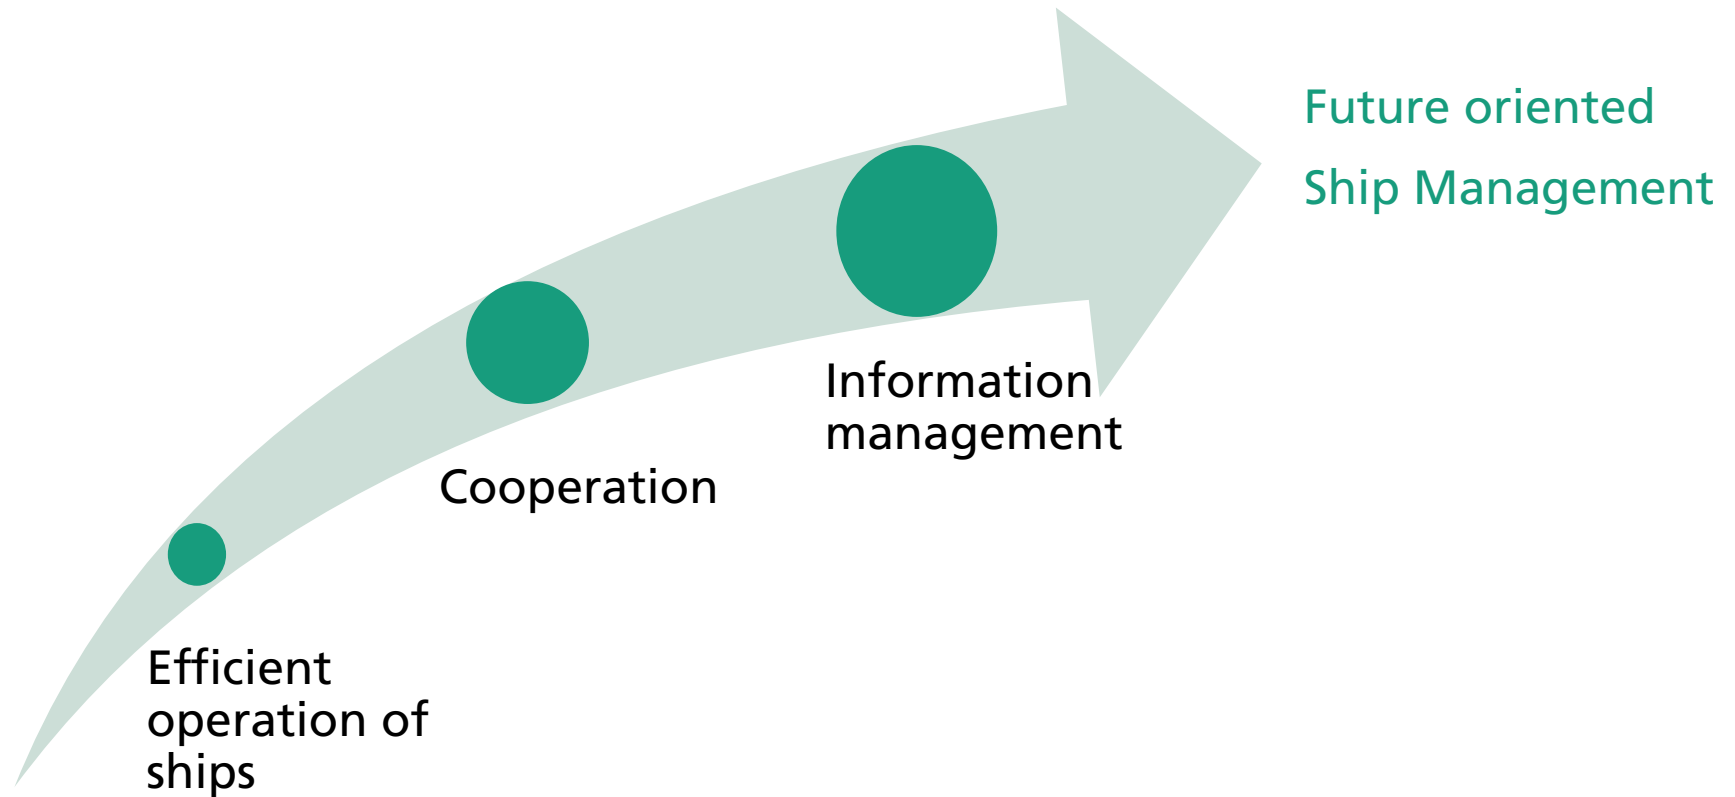 Future oriented
Ship Management
Information
management
Cooperation
Efficient
operation of
ships